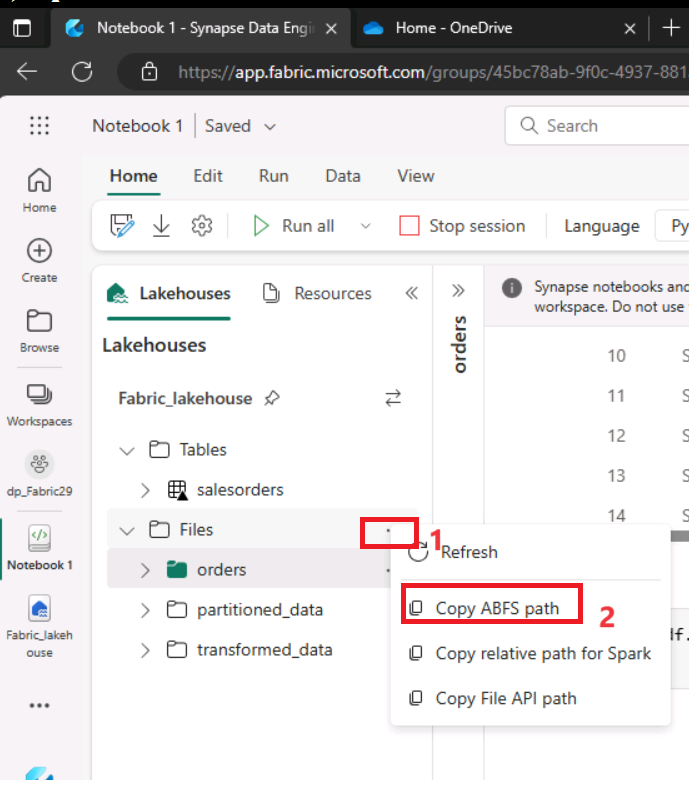 Notebook 1 - Synapse Data Engi
Home - OneDrive
https://app.fabric.microsoft.com/groups/45bc78ab-9f0c-4937-881
Notebook 1
Saved
Search
Home
Edit
Run
Data
View
Run all
Stop session
Language
Py
Home
Create
Browse
Workspaces
dp_Fabric29
Notebook 1
Fabric_lakeh
ouse
Lakehouses
Resources
Lakehouses
Fabric_lakehouse
Tables
salesorders
Files
orders
partitioned_data
transformed_data
orders
Synapse notebooks and
workspace. Do not use
10 S
11 S
12 S
13 S
14 S
1
Refresh
Copy ABFS path
2
Copy relative path for Spark
Copy File API path
df.